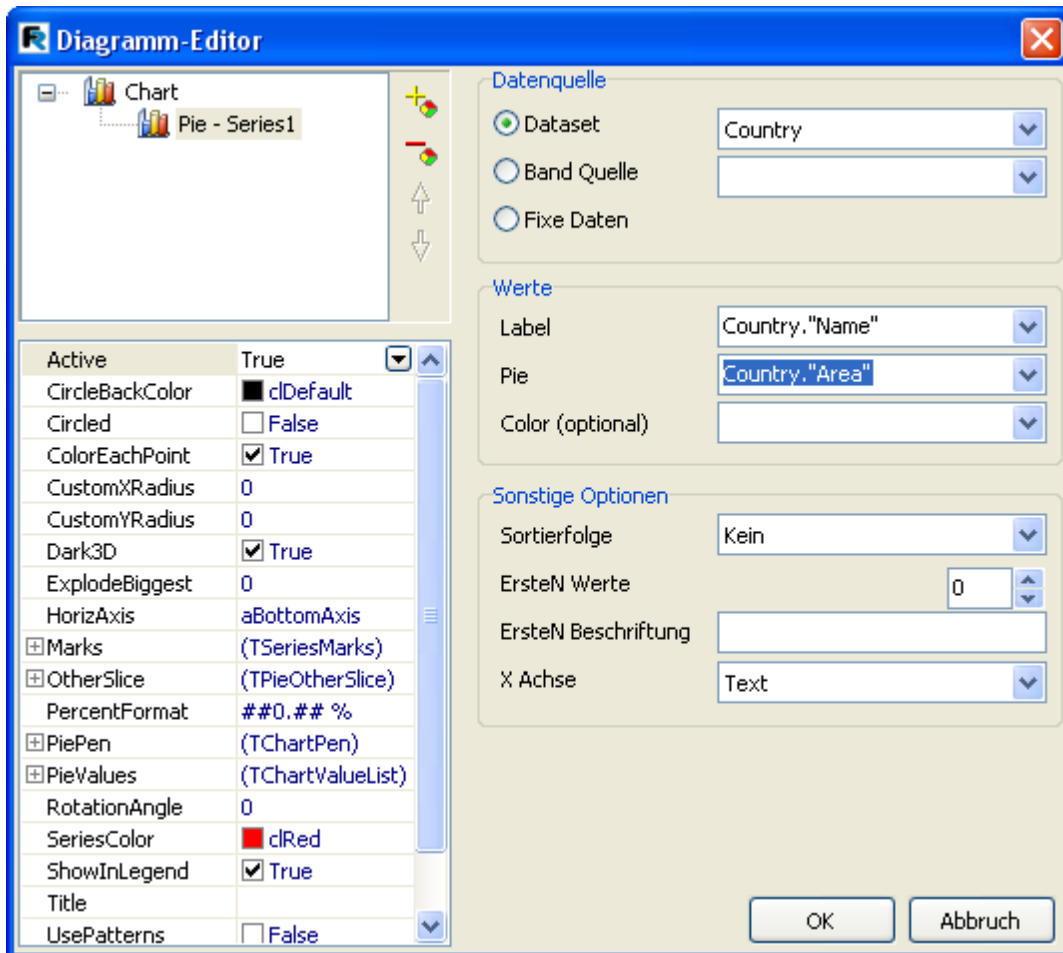 Diagramm-Editor
Chart
Pie - Series1
Active True
CircleBackColor clDefault
Circled False
ColorEachPoint True
CustomXRadius 0
CustomYRadius 0
Dark3D True
ExplodeBiggest 0
HorizAxis aBottomAxis
Marks (TSeriesMarks)
OtherSlice (TPieOtherSlice)
PercentFormat ##0.## %
PiePen (TChartPen)
PieValues (TChartValueList)
RotationAngle 0
SeriesColor clRed
ShowInLegend True
Title
UsePatterns False
Datenquelle
Dataset Country
Band Quelle
Fixe Daten
Werte
Label Country."Name"
Pie Country."Area"
Color (optional)
Sonstige Optionen
Sortierfolge Kein
ErsteN Werte 0
ErsteN Beschriftung
X Achse Text
OK Abbruch